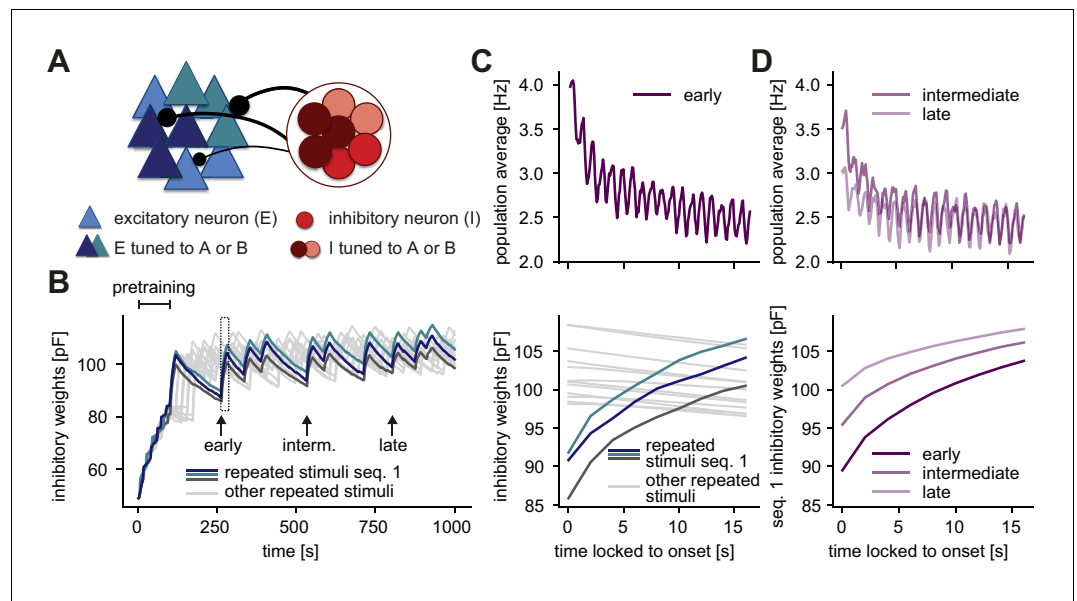 A
excitatory neuron (E)
inhibitory neuron (I)
E tuned to A or B
I tuned to A or B
B
pretraining
inhibitory weights [pF]
100
80
60
early
interm.
late
repeated stimuli seq. 1
other repeated stimuli
0
250
500
750
1000
time [s]
C
population average [Hz]
4.0
3.5
3.0
2.5
2.0
early
inhibitory weights [pF]
105
100
95
90
85
repeated
stimuli seq. 1
other repeated
stimuli
0
5
10
15
time locked to onset [s]
D
population average [Hz]
4.0
3.5
3.0
2.5
2.0
intermediate
late
seq. 1 inhibitory weights [pF]
105
100
95
90
85
early
intermediate
late
0
5
10
15
time locked to onset [s]